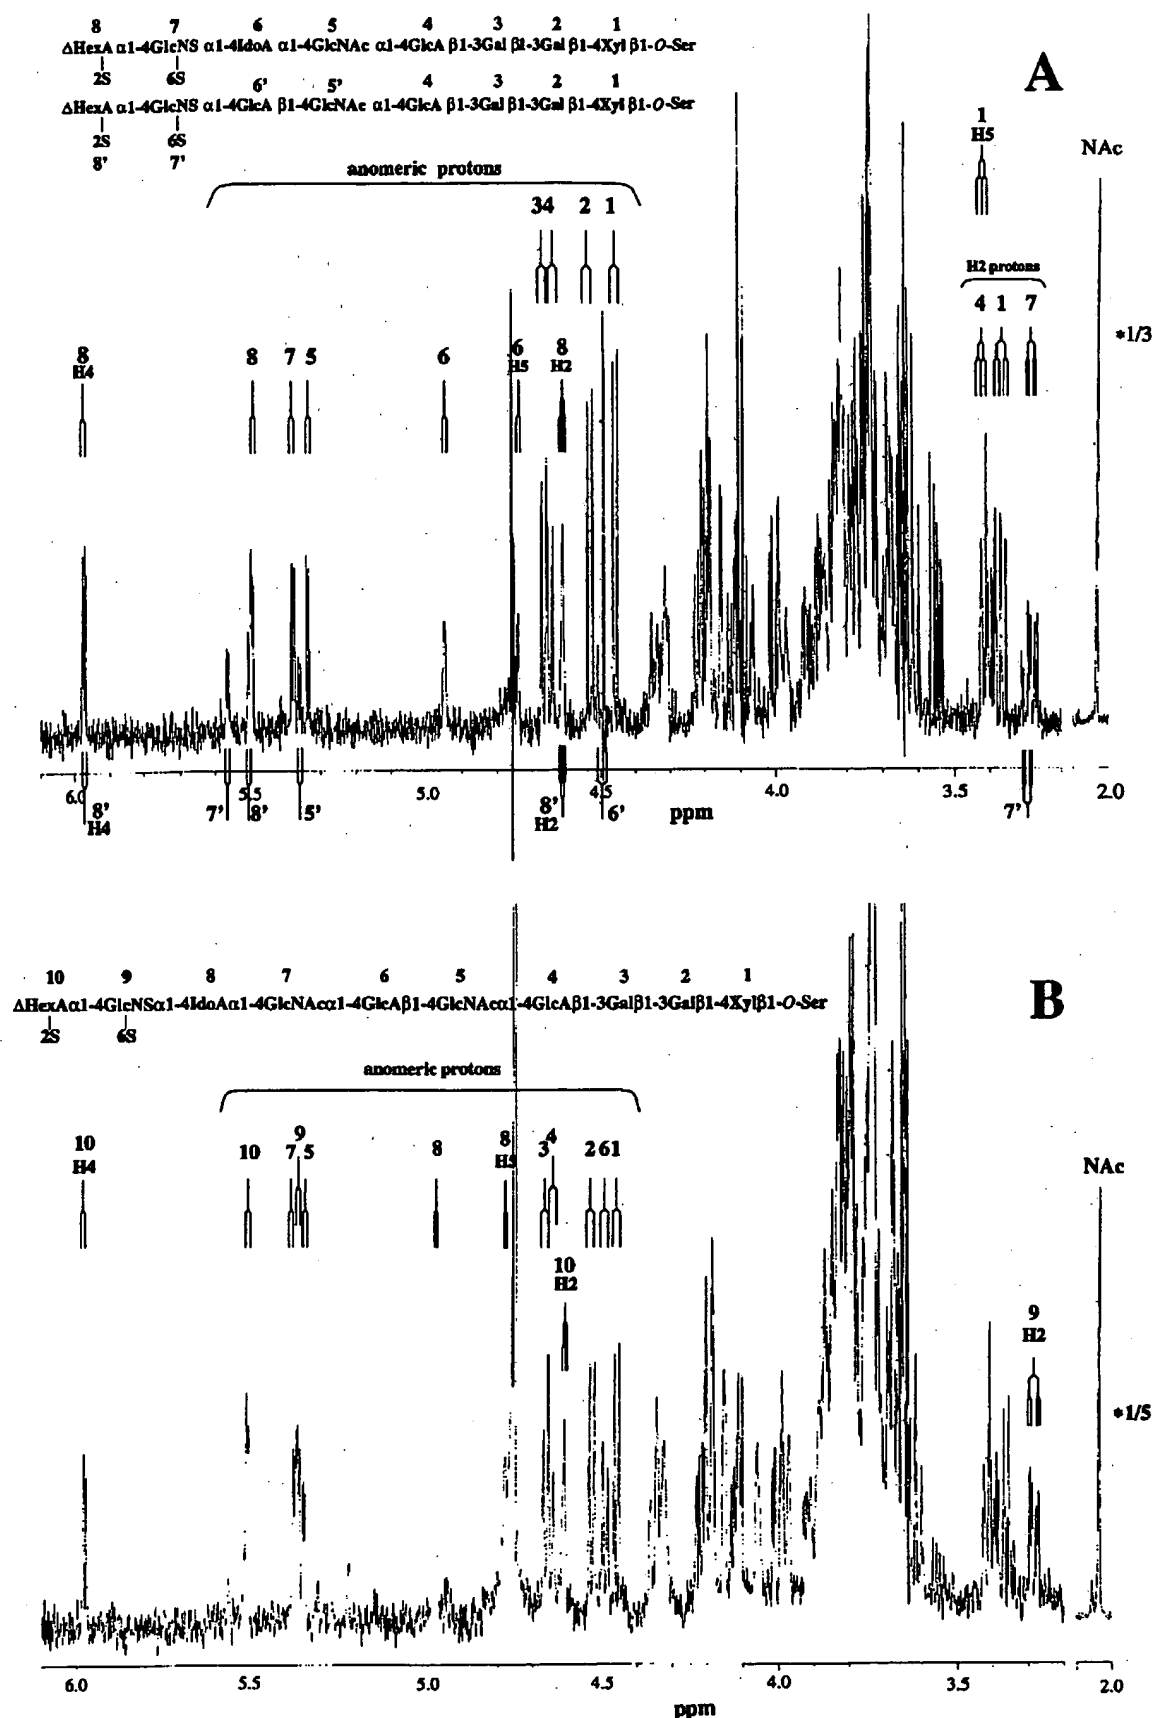 8 7 6 5 4 3 2 1
ΔHexA α1-4GlcNS α1-4IdoA α1-4GlcNAc α1-4GlcA β1-3Gal β1-3Gal β1-4Xyl β1-O-Ser
2S 6S
6' 5' 4 3 2 1
ΔHexA α1-4GlcNS α1-4GlcA β1-4GlcNAc α1-4GlcA β1-3Gal β1-3Gal β1-4Xyl β1-O-Ser
2S 6S
8' 7'
A
anomeric protons
1
H5
NAc
34 2 1
H2 protons
4 1 7
*1/3
8 8 7 5 6 6 8
H4 H5 H2
6.0 5.5 5.0 4.5 4.0 3.5 2.0
8' 7' 8' 5' 8' 6' 7'
H4 H2
ppm
10 9 8 7 6 5 4 3 2 1
ΔHexAα1-4GlcNSα1-4IdoAα1-4GlcNAcα1-4GlcAβ1-4GlcNAcα1-4GlcAβ1-3Galβ1-3Galβ1-4Xylβ1-O-Ser
2S 6S
B
anomeric protons
10 10 7 9 5 8 8 3 4 2 6 1
H4 H5
NAc
10
H2
9
H2
*1/5
6.0 5.5 5.0 4.5 4.0 3.5 2.0
ppm